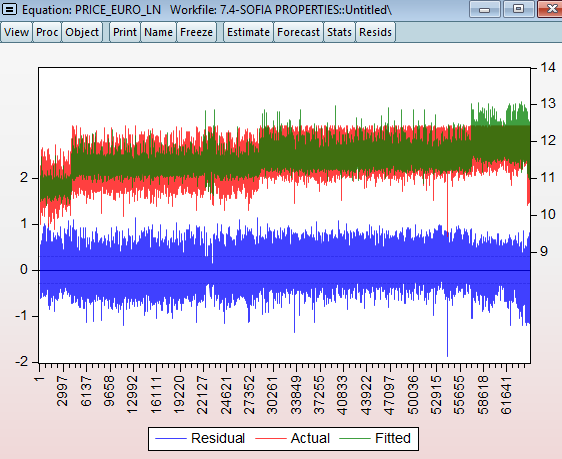 Equation: PRICE_EURO_LN Workfile: 7.4-SOFIA PROPERTIES::Untitled\
View Proc Object Print Name Freeze Estimate Forecast Stats Resids
14
13
12
11
10
9
2
1
0
-1
-2
1 2997 6137 9658 12992 16111 19220 22127 24621 27352 30261 33849 37255 40833 43922 47097 50036 52915 55655 58618 61641
Residual Actual Fitted